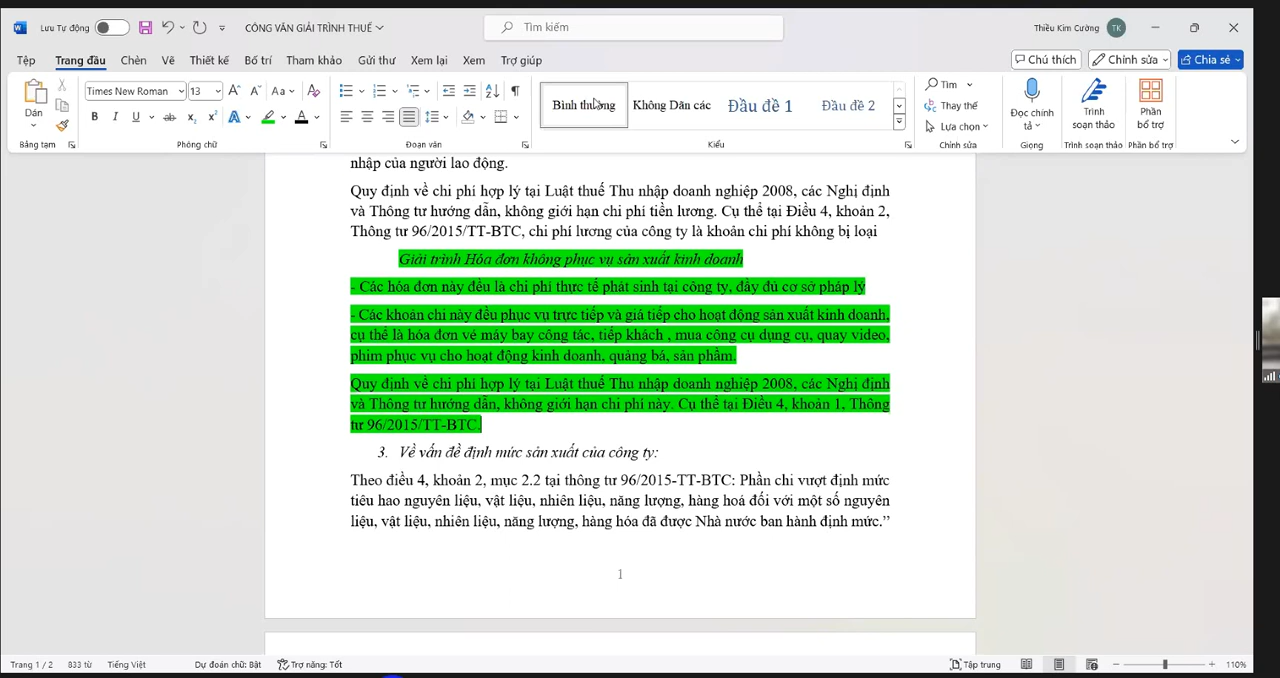 Lưu Tự động CÔNG VĂN GIẢI TRÌNH THUẾ Tìm kiếm Thiều Kim Cường TK
Tệp Trang đầu Chèn Vẽ Thiết kế Bố trí Tham khảo Gửi thư Xem lại Xem Trợ giúp Chú thích Chỉnh sửa Chia sẻ
Dán Times New Roman 13 Bình thường Không Dãn các Đầu đề 1 Đầu đề 2 Tìm Thay thế Lựa chọn Đọc chính tả Trình soạn thảo Phần bổ trợ
Bảng tạm Phông chữ Đoạn văn Kiểu Chỉnh sửa Giọng Trình soạn thảo Phần bổ trợ
nhập của người lao động.
Quy định về chi phí hợp lý tại Luật thuế Thu nhập doanh nghiệp 2008, các Nghị định
và Thông tư hướng dẫn, không giới hạn chi phí tiền lương. Cụ thể tại Điều 4, khoản 2,
Thông tư 96/2015/TT-BTC, chi phí lương của công ty là khoản chi phí không bị loại
Giải trình Hóa đơn không phục vụ sản xuất kinh doanh
- Các hóa đơn này đều là chi phí thực tế phát sinh tại công ty, đầy đủ cơ sở pháp lý
- Các khoản chi này đều phục vụ trực tiếp và giá tiếp cho hoạt động sản xuất kinh doanh,
cụ thể là hóa đơn vé máy bay công tác, tiếp khách , mua công cụ dụng cụ, quay video,
phim phục vụ cho hoạt động kinh doanh, quảng bá, sản phẩm.
Quy định về chi phí hợp lý tại Luật thuế Thu nhập doanh nghiệp 2008, các Nghị định
và Thông tư hướng dẫn, không giới hạn chi phí này. Cụ thể tại Điều 4, khoản 1, Thông
tư 96/2015/TT-BTC.
3. Về vấn đề định mức sản xuất của công ty:
Theo điều 4, khoản 2, mục 2.2 tại thông tư 96/2015-TT-BTC: Phần chi vượt định mức
tiêu hao nguyên liệu, vật liệu, nhiên liệu, năng lượng, hàng hoá đối với một số nguyên
liệu, vật liệu, nhiên liệu, năng lượng, hàng hóa đã được Nhà nước ban hành định mức.”
1
Trang 1 / 2 833 từ Tiếng Việt Dự đoán chữ: Bật Trợ năng: Tốt Tập trung 110%